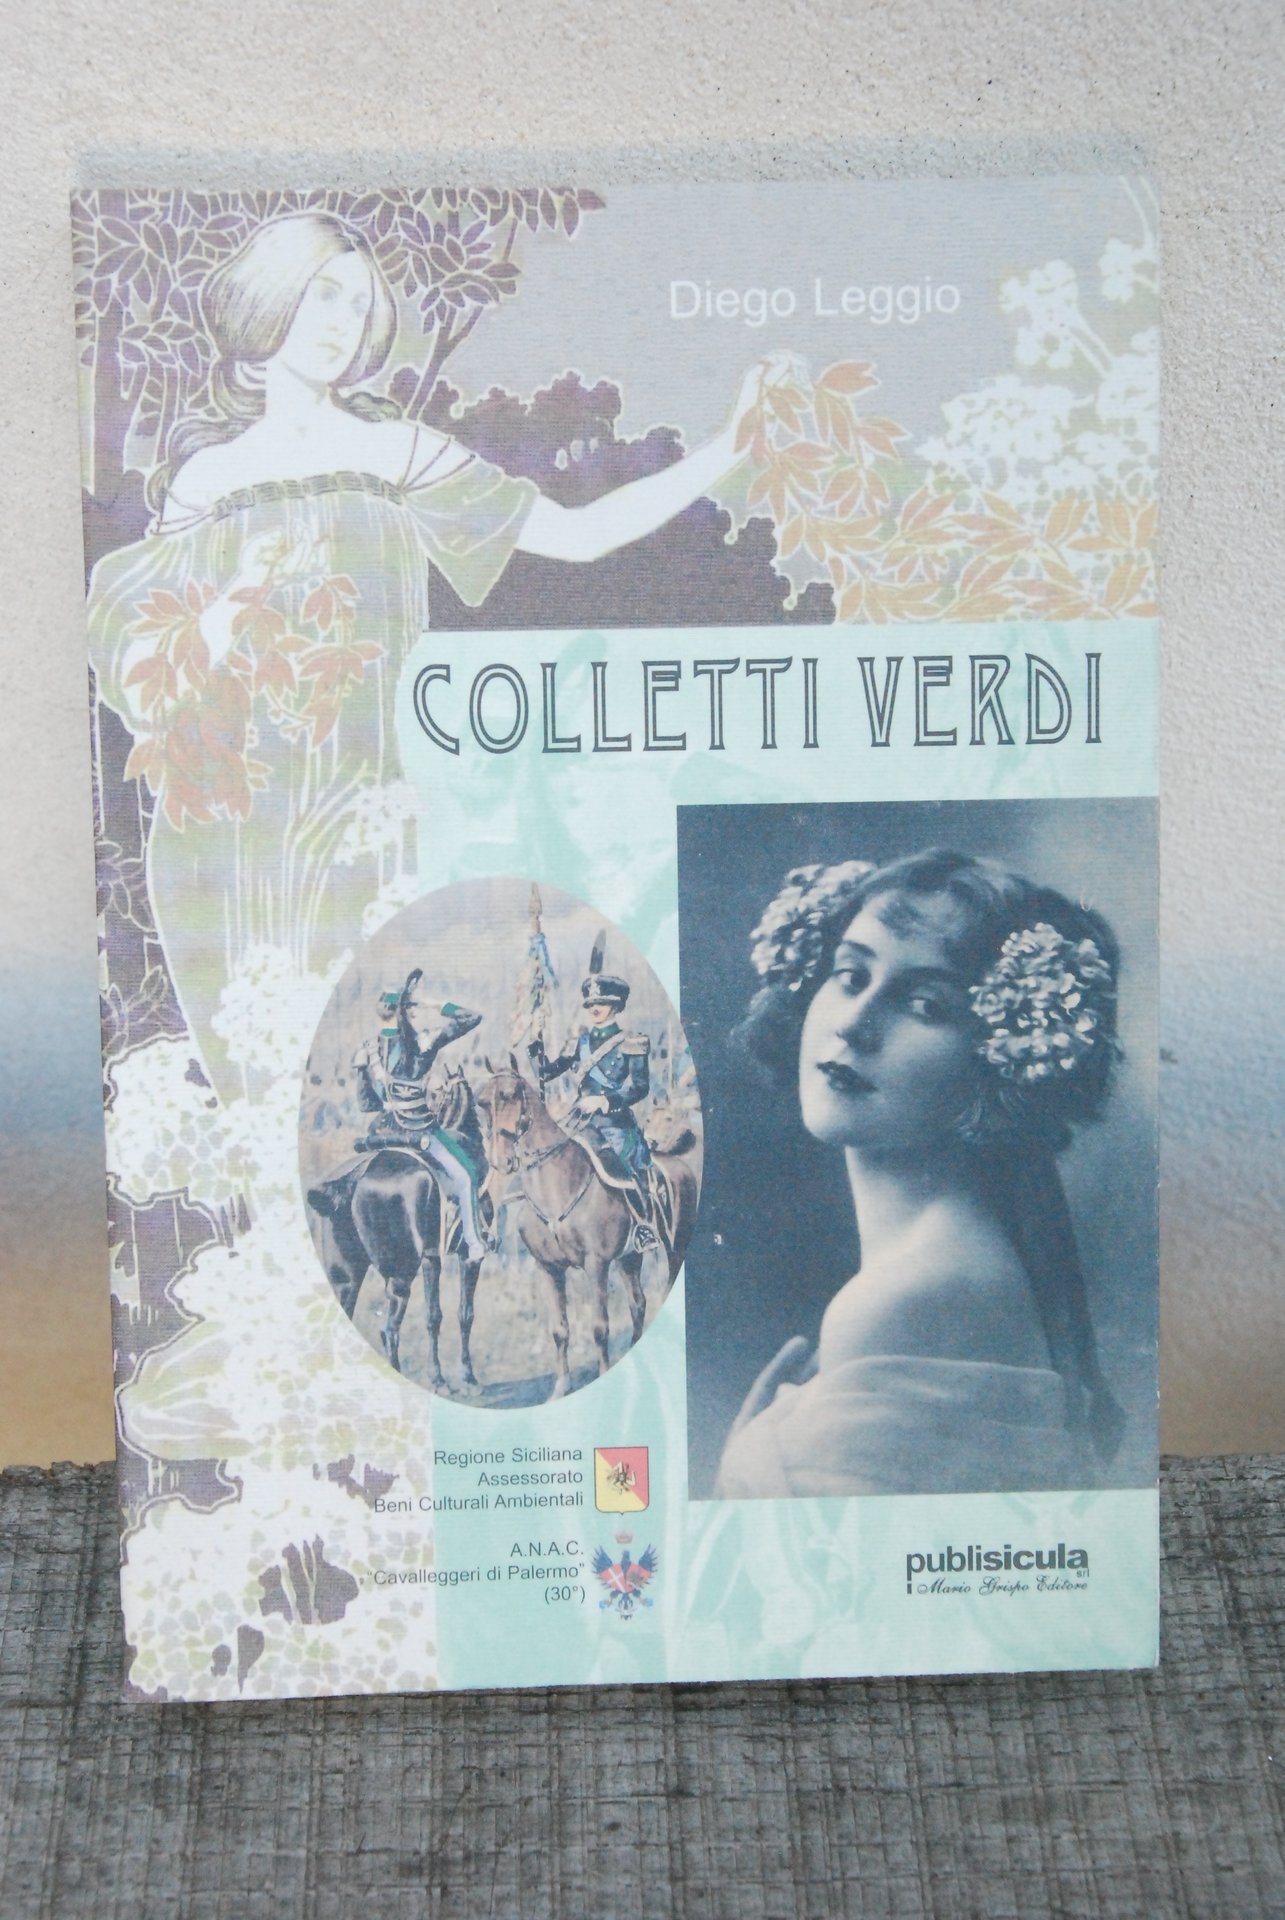 Diego Leggio
COLLETTI VERDI
Regione Siciliana
Assessorato
Beni Culturali Ambientali
A.N.A.C.
"Cavalleggeri di Palermo"
(30°)
publisicula
srl
Mario Grispo Editore